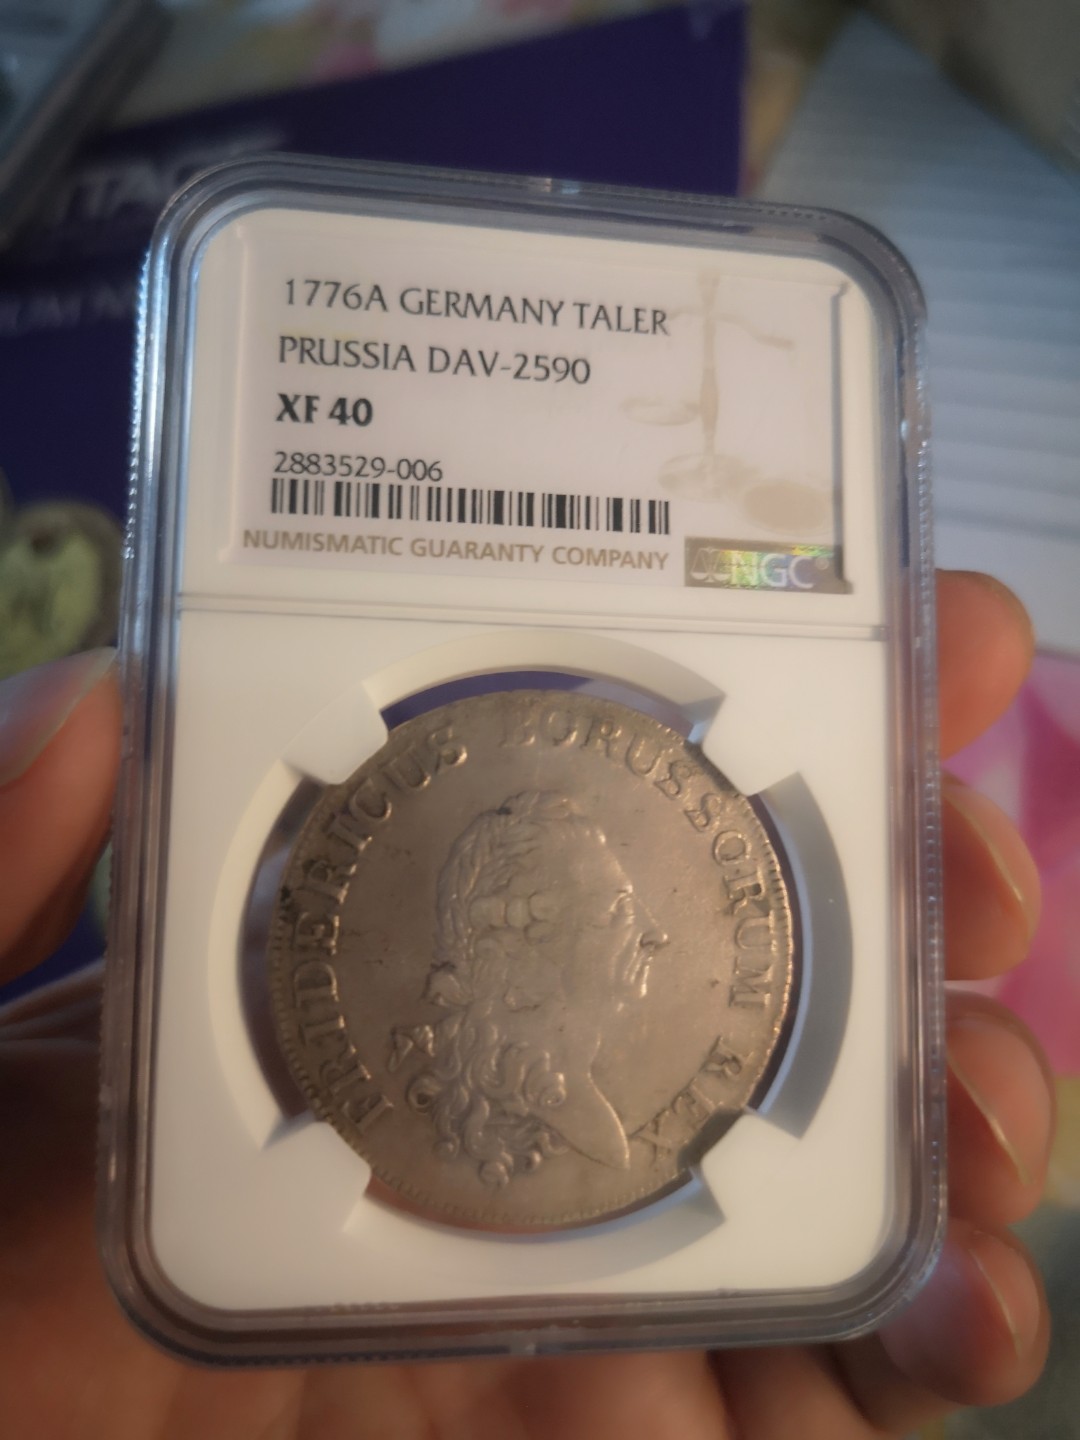 1776A GERMANY TALER
PRUSSIA DAV-2590
XF 40
2883529-006
NUMISMATIC GUARANTY COMPANY
NGC®
FRIDERICUS BORUSSORUM REX